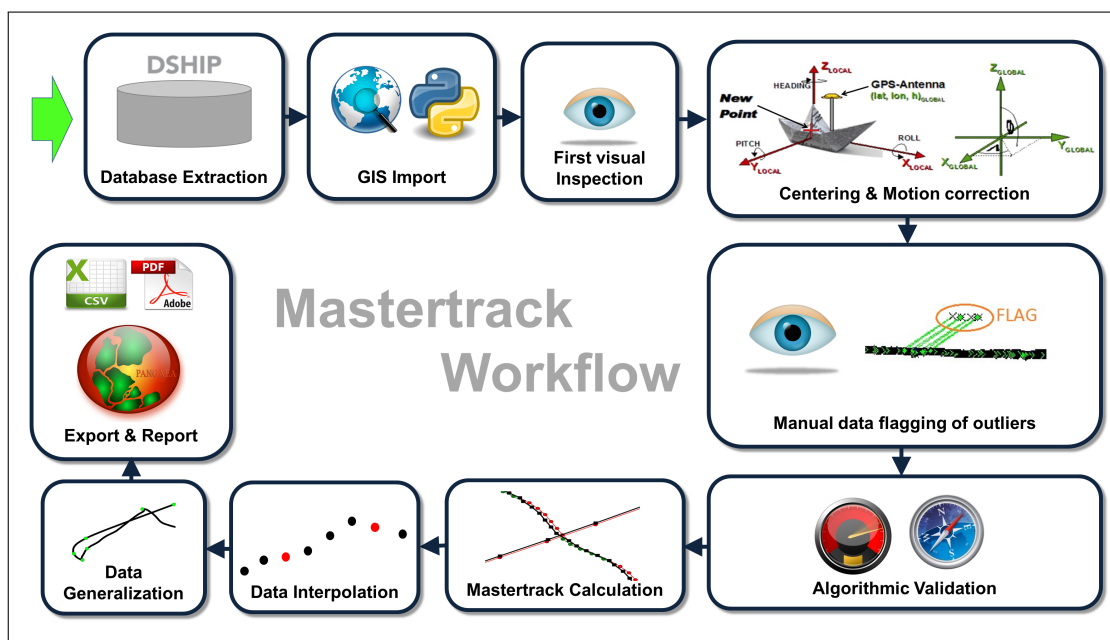 DSHIP
Database Extraction
GIS Import
First visual
Inspection
Z LOCAL
HEADING
GPS-Antenna
(lat, lon, h)GLOBAL
New
Point
PITCH
Y LOCAL
ROLL
X LOCAL
Z GLOBAL
Y GLOBAL
X GLOBAL
Centering & Motion correction
FLAG
Manual data flagging of outliers
Algorithmic Validation
Mastertrack Calculation
Data Interpolation
Data
Generalization
X
CSV
PDF
Adobe
PANGAEA
Export & Report
Mastertrack
Workflow